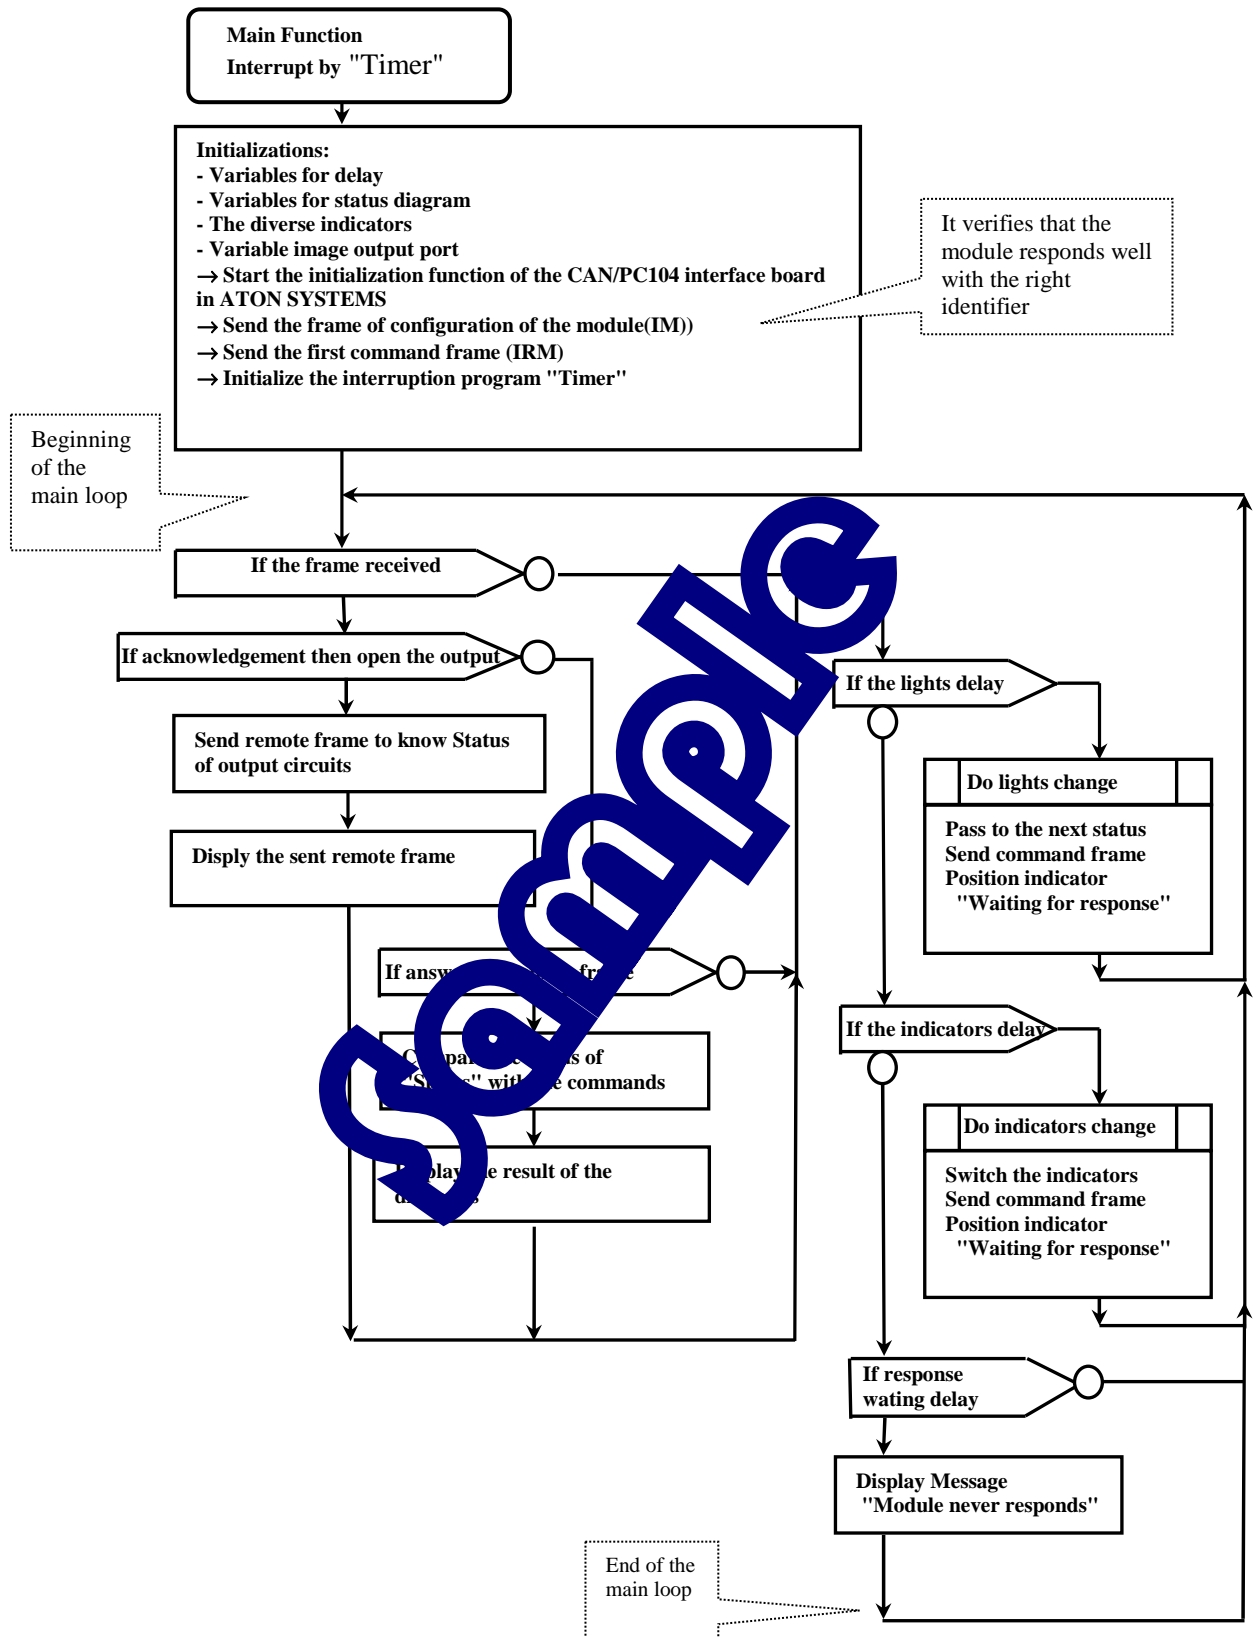 Main Function
Interrupt by "Timer"
Initializations:
- Variables for delay
- Variables for status diagram
- The diverse indicators
- Variable image output port
→ Start the initialization function of the CAN/PC104 interface board
in ATON SYSTEMS
→ Send the frame of configuration of the module(IM))
→ Send the first command frame (IRM)
→ Initialize the interruption program "Timer"
It verifies that the
module responds well
with the right
identifier
Beginning
of the
main loop
If the frame received
If acknowledgement then open the output
Send remote frame to know Status
of output circuits
Disply the sent remote frame
If
of
with commands
result of the
If the lights delay
Do lights change
Pass to the next status
Send command frame
Position indicator
"Waiting for response"
If the indicators delay
Do indicators change
Switch the indicators
Send command frame
Position indicator
"Waiting for response"
If response
wating delay
Display Message
"Module never responds"
End of the
main loop
Sample